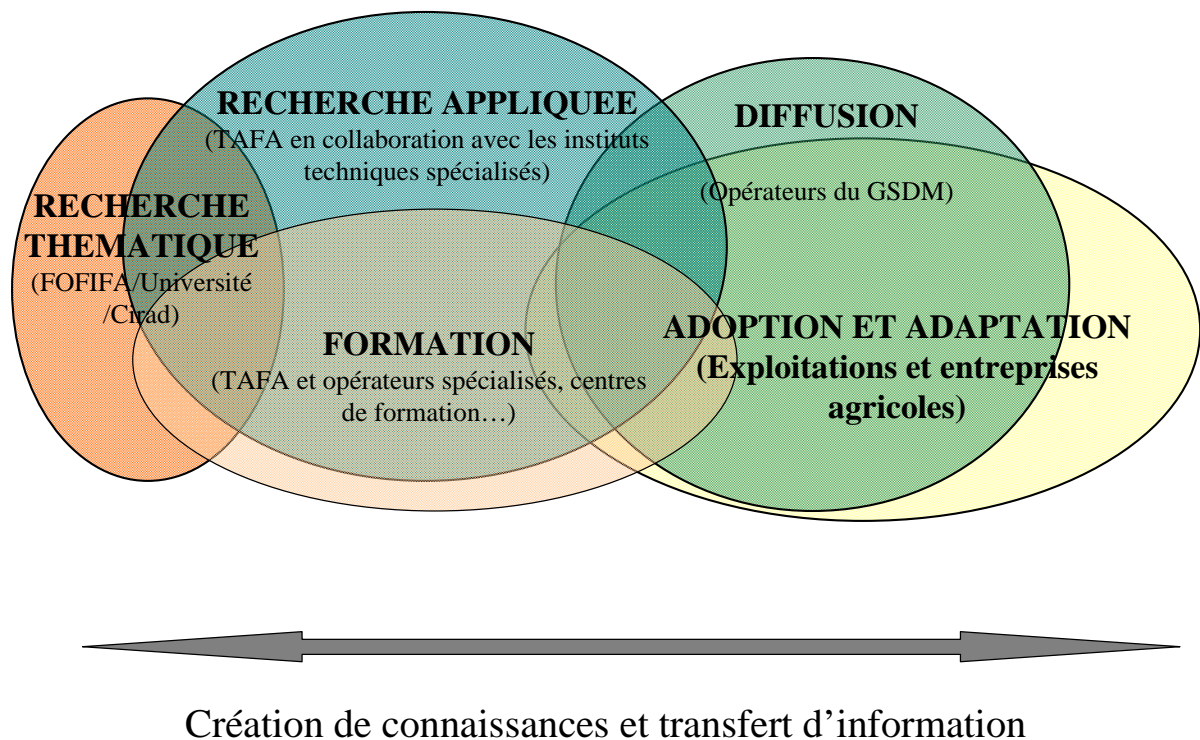 RECHERCHE APPLIQUEE
(TAFA en collaboration avec les instituts
techniques spécialisés)
DIFFUSION
(Opérateurs du GSDM)
RECHERCHE
THEMATIQUE
(FOFIFA/Université
/Cirad)
FORMATION
(TAFA et opérateurs spécialisés, centres
de formation…)
ADOPTION ET ADAPTATION
(Exploitations et entreprises
agricoles)
Création de connaissances et transfert d’information